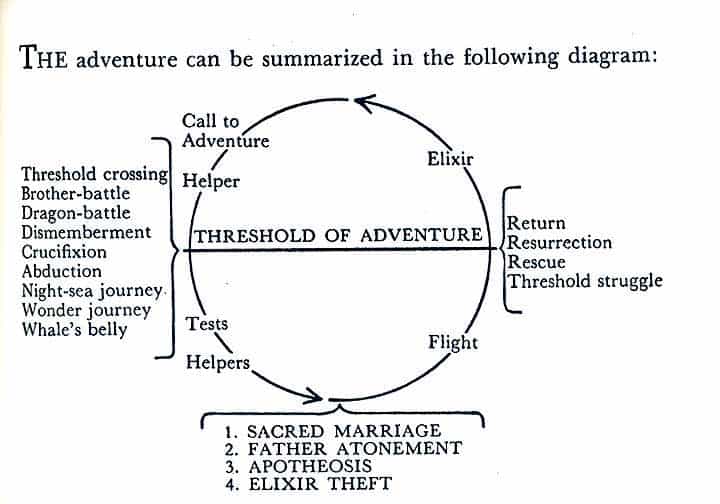 THE adventure can be summarized in the following diagram:
Call to
Adventure
Helper
Threshold crossing
Brother-battle
Dragon-battle
Dismemberment
Crucifixion
Abduction
Night-sea journey
Wonder journey
Whale's belly
THRESHOLD OF ADVENTURE
Tests
Helpers
1. SACRED MARRIAGE
2. FATHER ATONEMENT
3. APOTHEOSIS
4. ELIXIR THEFT
Flight
Return
Resurrection
Rescue
Threshold struggle
Elixir